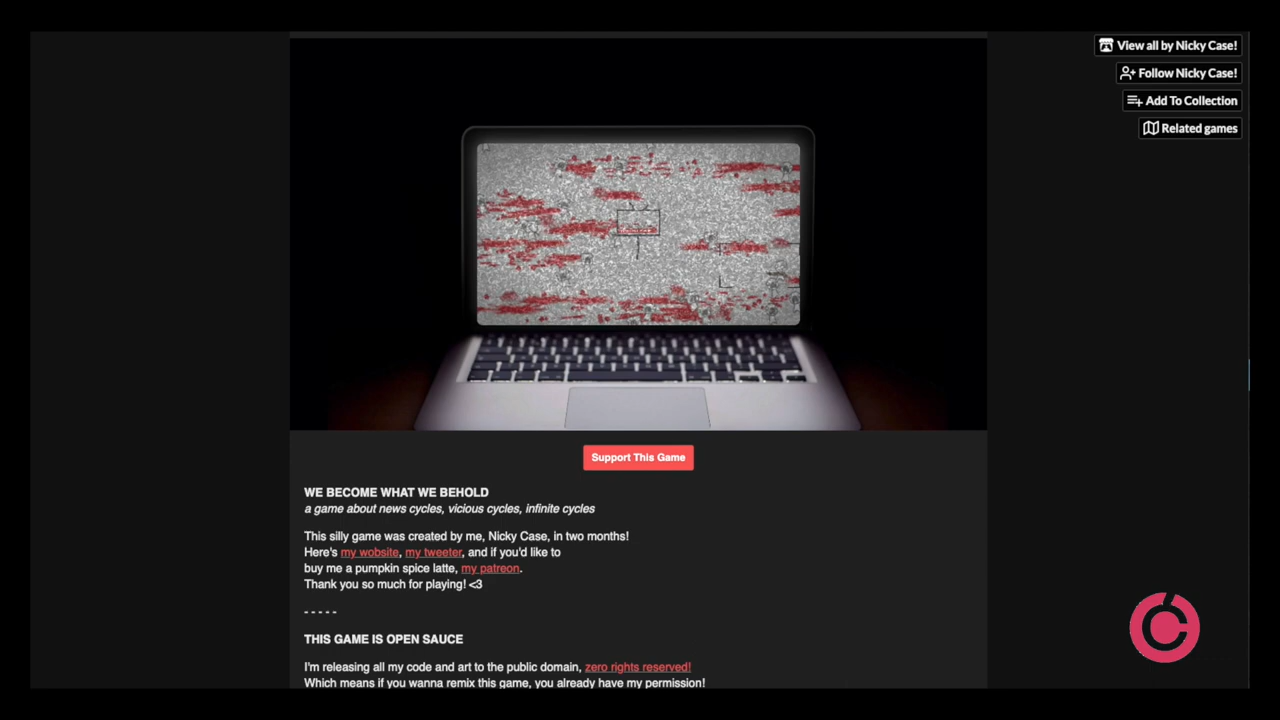 View all by Nicky Case!
Follow Nicky Case!
Add To Collection
Related games
Support This Game
WE BECOME WHAT WE BEHOLD
a game about news cycles, vicious cycles, infinite cycles
This silly game was created by me, Nicky Case, in two months!
Here's my wobsite, my tweeter, and if you'd like to
buy me a pumpkin spice latte, my patreon.
Thank you so much for playing! <3
- - - - -
THIS GAME IS OPEN SAUCE
I'm releasing all my code and art to the public domain, zero rights reserved!
Which means if you wanna remix this game, you already have my permission!